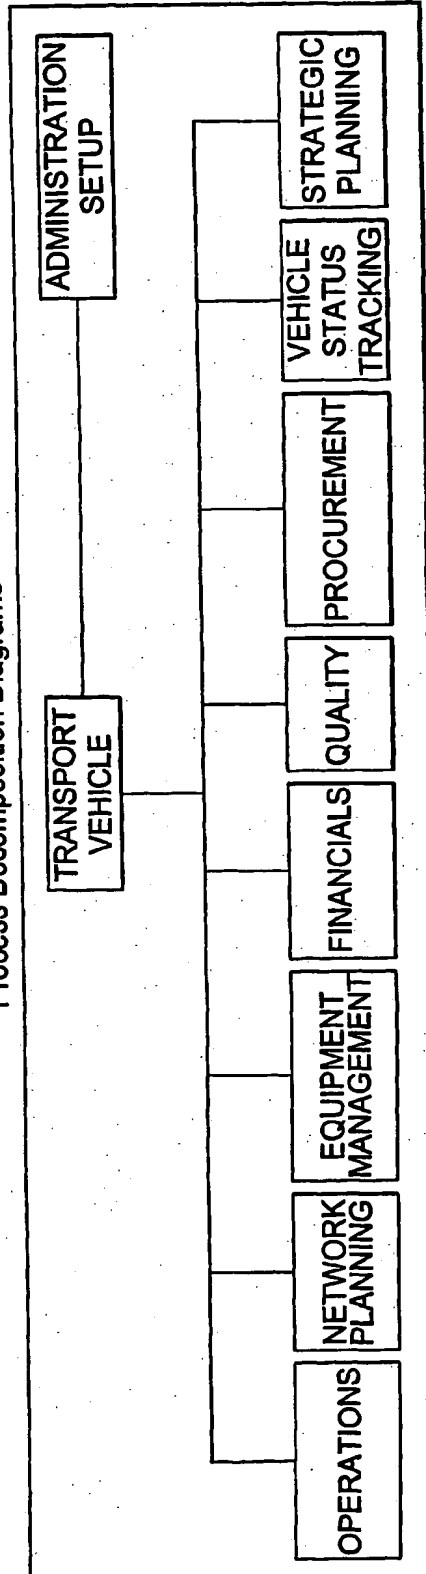 Process Decomposition Diagrams
TRANSPORT
VEHICLE
ADMINISTRATION
SETUP
OPERATIONS
NETWORK
PLANNING
EQUIPMENT
MANAGEMENT
FINANCIALS
QUALITY
PROCUREMENT
VEHICLE
STATUS
TRACKING
STRATEGIC
PLANNING